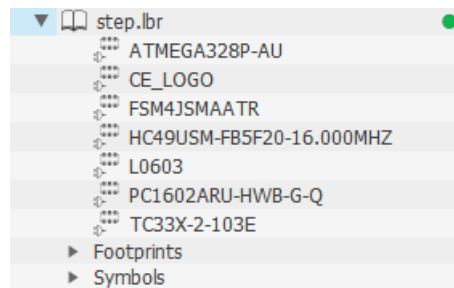 step.lbr
ATMEGA328P-AU
CE_LOGO
FSM4JSMAATR
HC49USM-FB5F20-16.000MHZ
L0603
PC1602ARU-HWB-G-Q
TC33X-2-103E
Footprints
Symbols